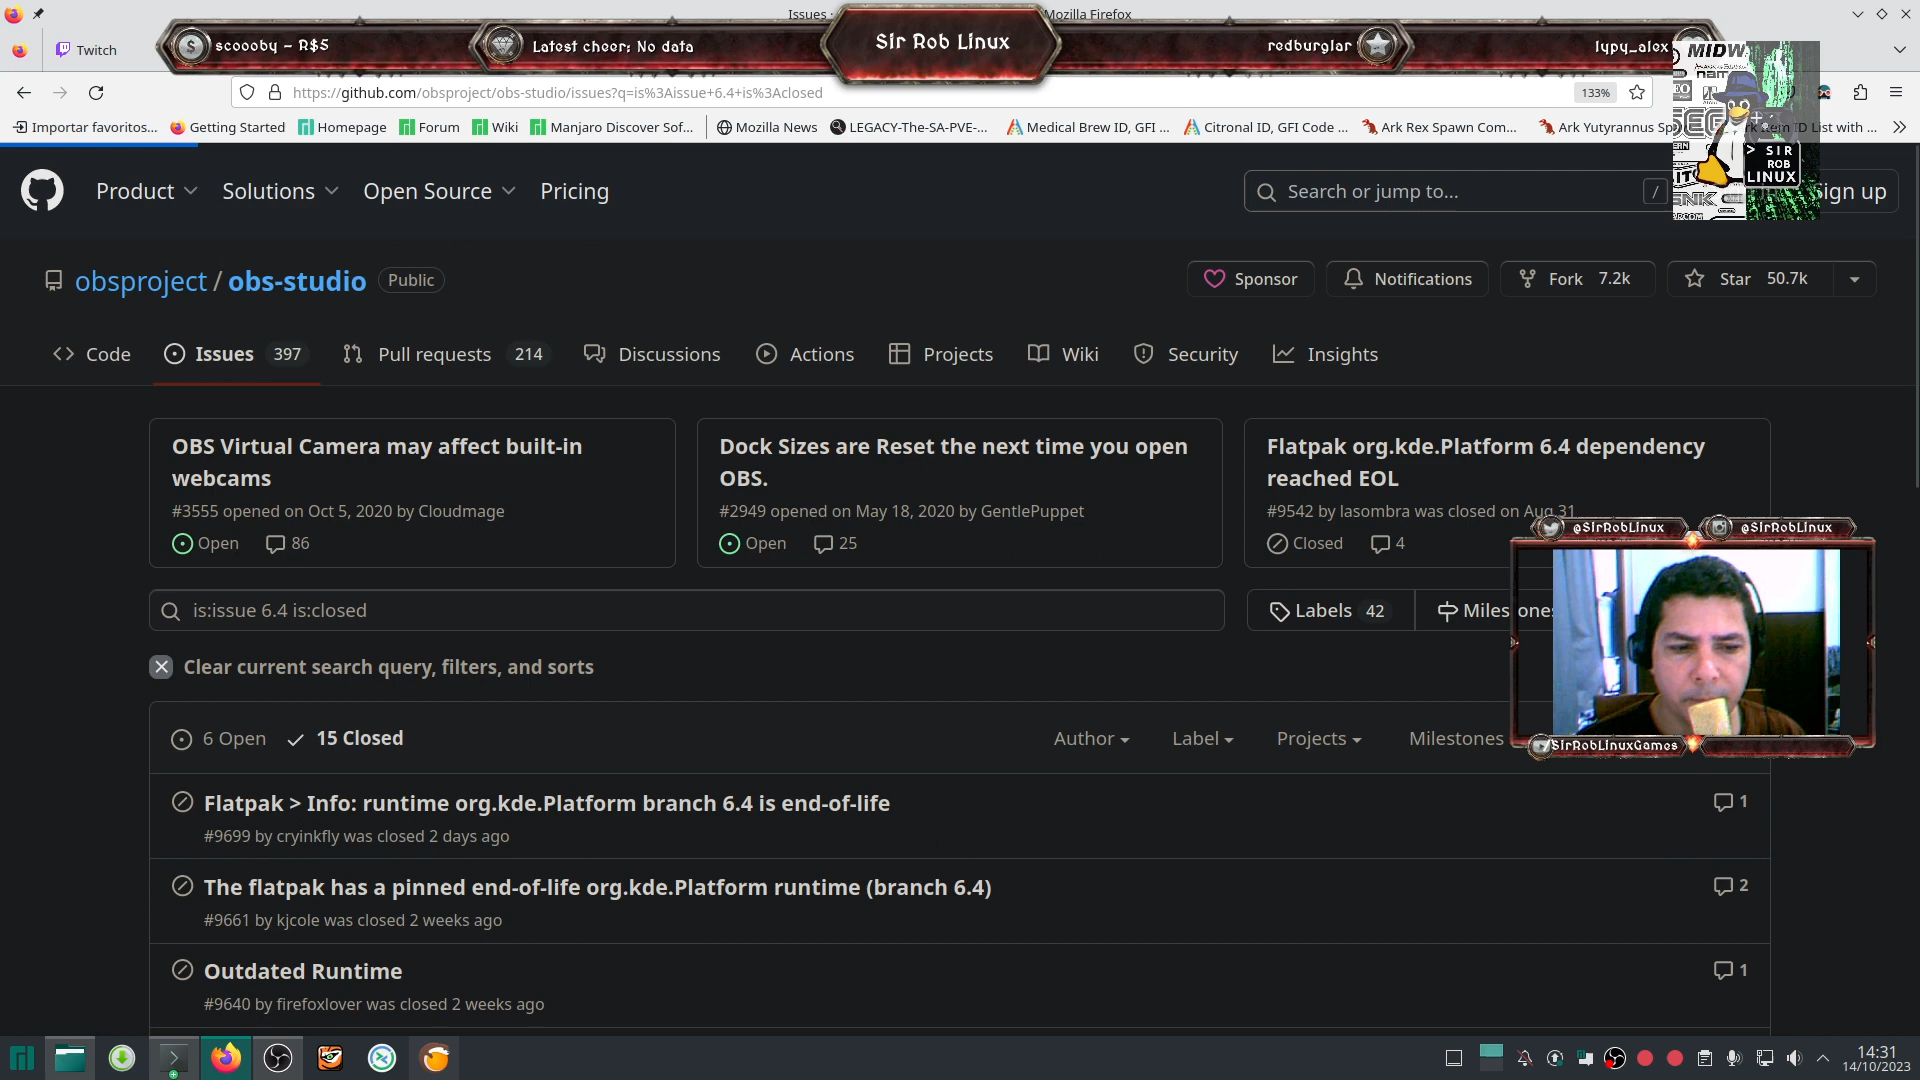 Issues - Mozilla Firefox
Twitch
scoooby - R$5
Latest cheer: No data
Sir Rob Linux
redburglar
lypy_alex
https://github.com/obsproject/obs-studio/issues?q=is%3Aissue+6.4+is%3Aclosed
133%
Importar favoritos...
Getting Started
Homepage
Forum
Wiki
Manjaro Discover Sof...
Mozilla News
LEGACY-The-SA-PVE-...
Medical Brew ID, GFI ...
Citronal ID, GFI Code ...
Ark Rex Spawn Com...
Ark Yutyrannus Sp
ID List with ...
MIDW
> SIR
ROB
LINUX
Product
Solutions
Open Source
Pricing
Search or jump to...
/
Sign up
obsproject / obs-studio
Public
Sponsor
Notifications
Fork 7.2k
Star 50.7k
Code
Issues 397
Pull requests 214
Discussions
Actions
Projects
Wiki
Security
Insights
OBS Virtual Camera may affect built-in
webcams
#3555 opened on Oct 5, 2020 by Cloudmage
Open 86
Dock Sizes are Reset the next time you open
OBS.
#2949 opened on May 18, 2020 by GentlePuppet
Open 25
Flatpak org.kde.Platform 6.4 dependency
reached EOL
#9542 by lasombra was closed on Aug 31
Closed 4
@SirRobLinux
@SirRobLinux
is:issue 6.4 is:closed
Labels 42
Milestones
Clear current search query, filters, and sorts
6 Open
15 Closed
Author
Label
Projects
Milestones
SirRobLinuxGames
Flatpak > Info: runtime org.kde.Platform branch 6.4 is end-of-life
1
#9699 by cryinkfly was closed 2 days ago
The flatpak has a pinned end-of-life org.kde.Platform runtime (branch 6.4)
2
#9661 by kjcole was closed 2 weeks ago
Outdated Runtime
1
#9640 by firefoxlover was closed 2 weeks ago
14:31
14/10/2023